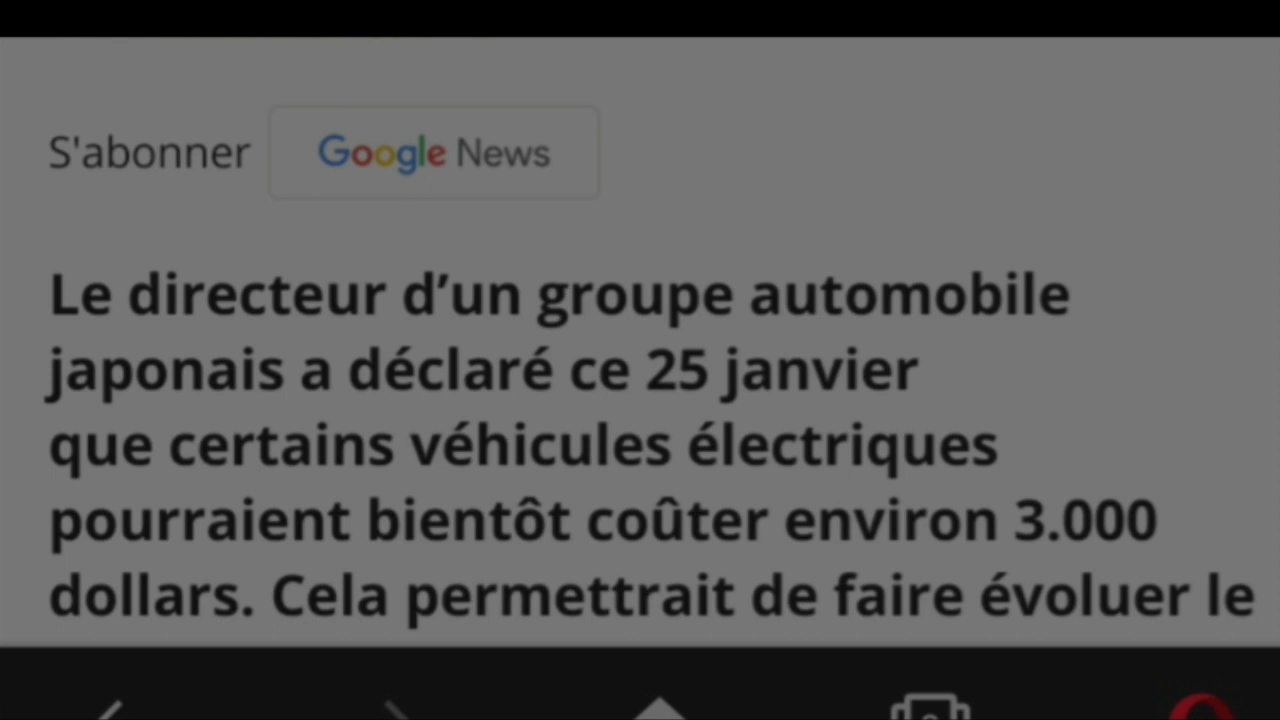 S'abonner Google News
Le directeur d’un groupe automobile
japonais a déclaré ce 25 janvier
que certains véhicules électriques
pourraient bientôt coûter environ 3.000
dollars. Cela permettrait de faire évoluer le